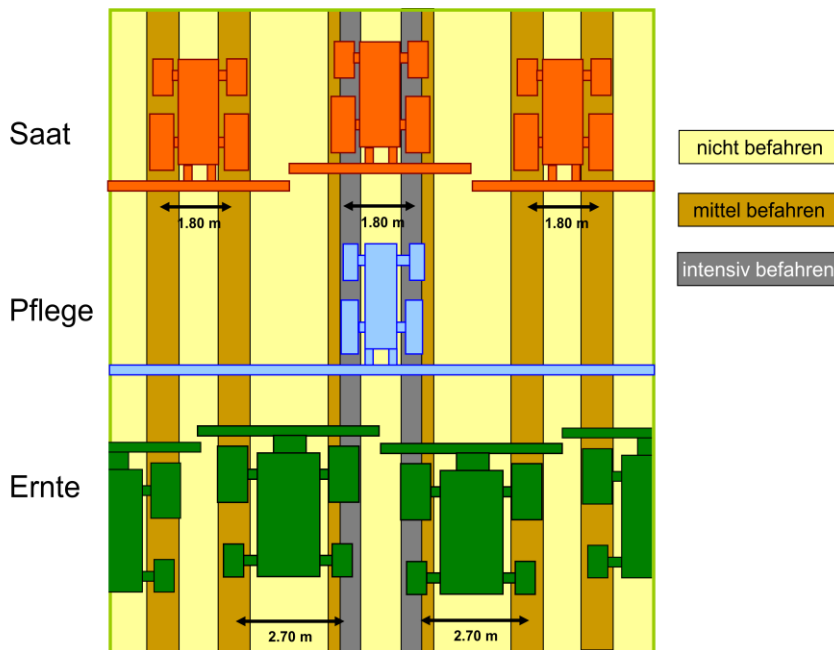 Saat
nicht befahren
mittel befahren
1.80 m
1.80 m
1.80 m
intensiv befahren
Pflege
Ernte
2.70 m
2.70 m